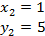 x₂ = 1
y₂ = 5